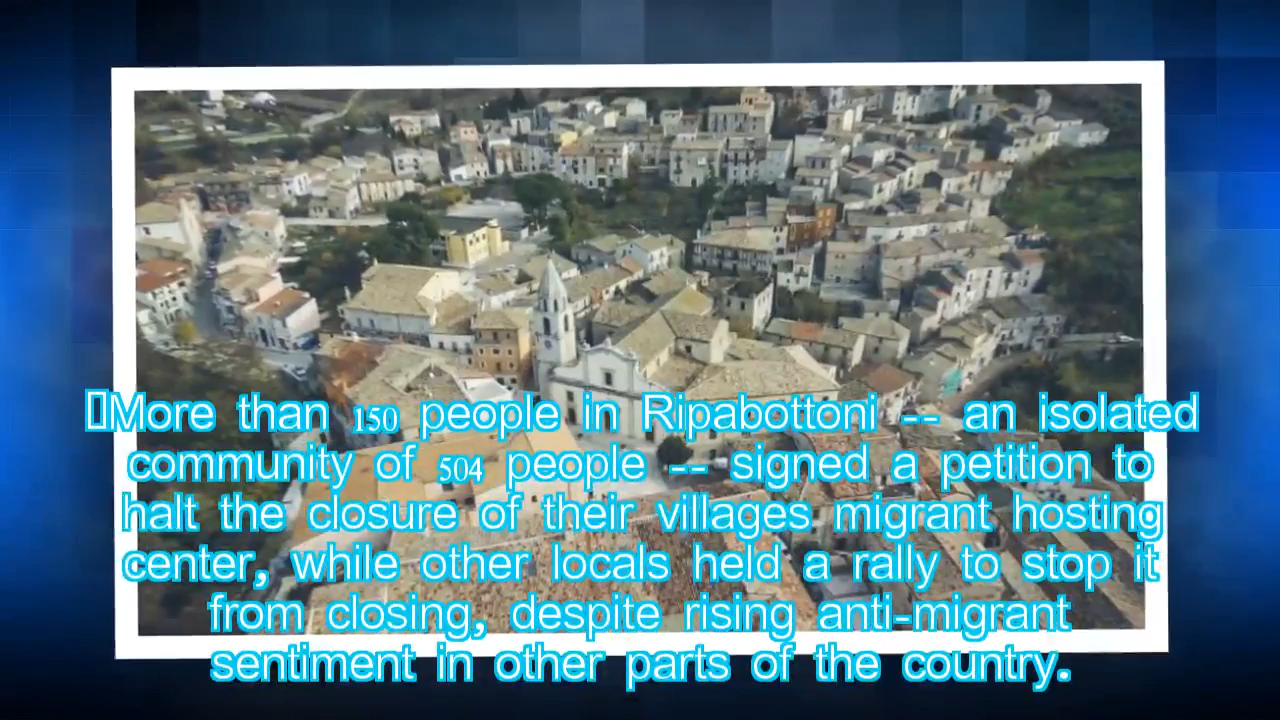 More than 150 people in Ripabottoni -- an isolated
community of 504 people -- signed a petition to
halt the closure of their villages migrant hosting
center, while other locals held a rally to stop it
from closing, despite rising anti-migrant
sentiment in other parts of the country.